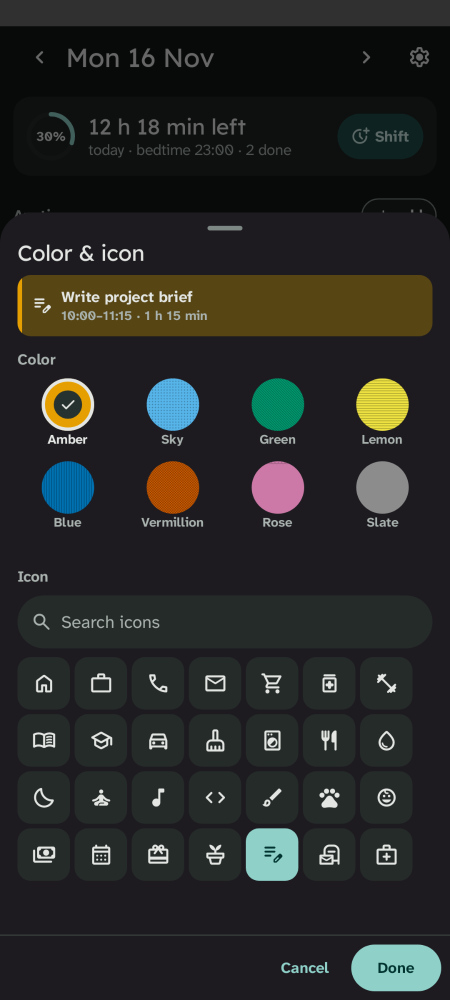 Mon 16 Nov
30%
12 h 18 min left
today · bedtime 23:00 · 2 done
Shift
Color & icon
Write project brief
10:00–11:15 · 1 h 15 min
Color
Amber
Sky
Green
Lemon
Blue
Vermillion
Rose
Slate
Icon
Search icons
Cancel
Done